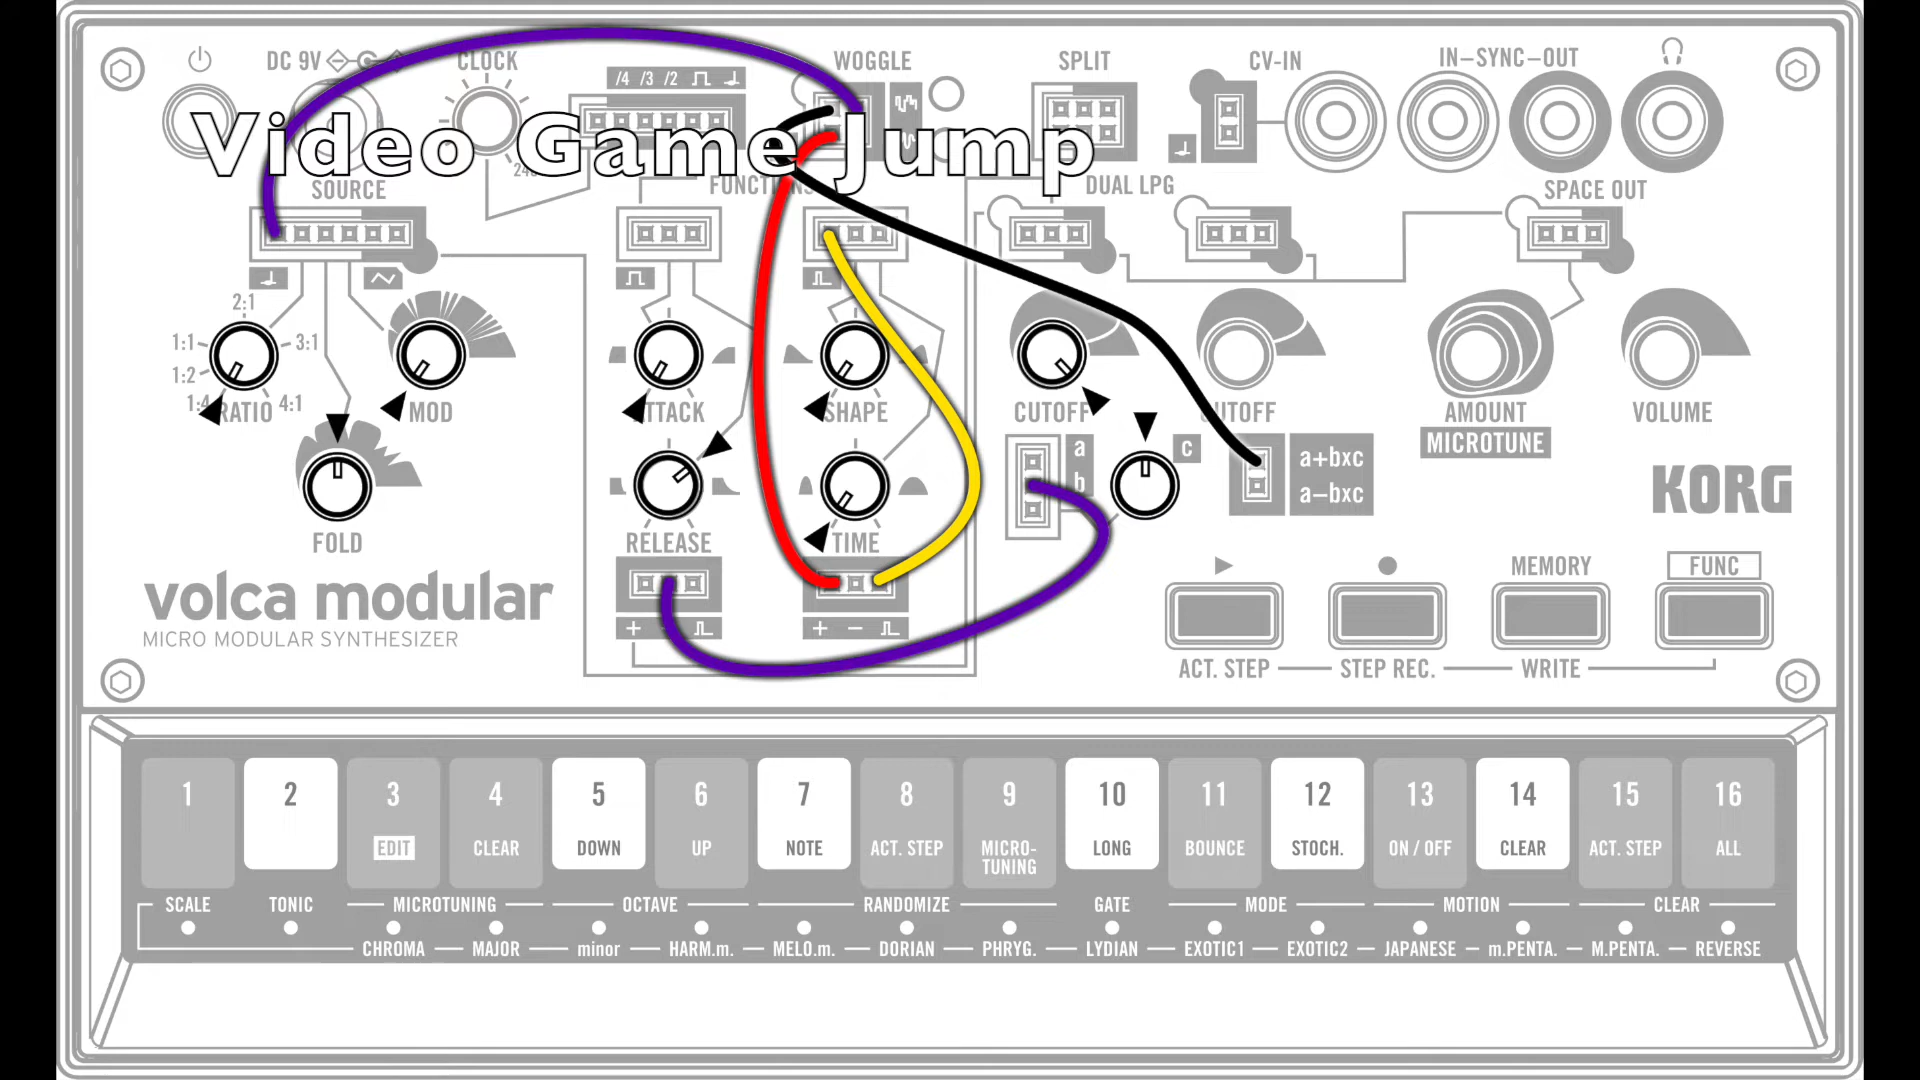 DC 9V
CLOCK
/4 /3 /2
WOGGLE
SPLIT
CV-IN
IN–SYNC–OUT
Video Game Jump
SOURCE
DUAL LPG
SPACE OUT
2:1
1:1
3:1
1:2
1:4
4:1
RATIO
MOD
SHAPE
CUTOFF
AMOUNT
VOLUME
MICROTUNE
a
b
c
a+bxc
a–bxc
KORG
FOLD
RELEASE
TIME
volca modular
MICRO MODULAR SYNTHESIZER
+
+ –
MEMORY
FUNC
ACT. STEP
STEP REC.
WRITE
1 2 3 4 5 6 7 8 9 10 11 12 13 14 15 16
EDIT CLEAR DOWN UP NOTE ACT. STEP MICRO-
TUNING LONG BOUNCE STOCH. ON / OFF CLEAR ACT. STEP ALL
SCALE TONIC MICROTUNING OCTAVE RANDOMIZE GATE MODE MOTION CLEAR
CHROMA MAJOR minor HARM.m. MELO.m. DORIAN PHRYG. LYDIAN EXOTIC1 EXOTIC2 JAPANESE m.PENTA. M.PENTA. REVERSE